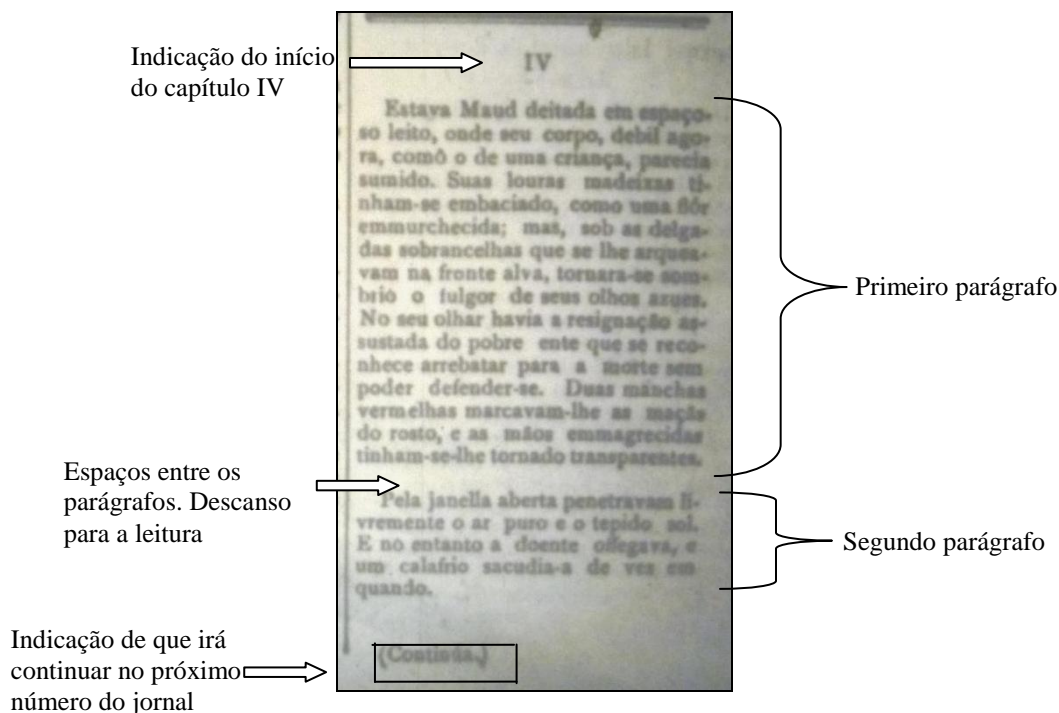 Indicação do início
do capítulo IV
IV
Estava Maud deitada em espaço-
so leito, onde seu corpo, debil ago-
ra, comô o de uma criança, parecia
sumido. Suas louras madeixas ti-
nham-se embaciado, como uma flôr
emmurchecida; mas, sob as delga-
das sobrancelhas que se lhe arquea-
vam na fronte alva, tornara-se som-
brio o fulgor de seus olhos azues.
No seu olhar havia a resignação as-
sustada do pobre ente que se reco-
nhece arrebatar para a morte sem
poder defender-se. Duas manchas
vermelhas marcavam-lhe as maçãs
do rosto, e as mãos emmagrecidas
tinham-se-lhe tornado transparentes.
Primeiro parágrafo
Espaços entre os
parágrafos. Descanso
para a leitura
Pela janella aberta penetravam li-
vremente o ar puro e o tepido sol.
E no entanto a doente offegava, e
um calafrio sacudia-a de vez em
quando.
Segundo parágrafo
Indicação de que irá
continuar no próximo
número do jornal
(Continúa.)